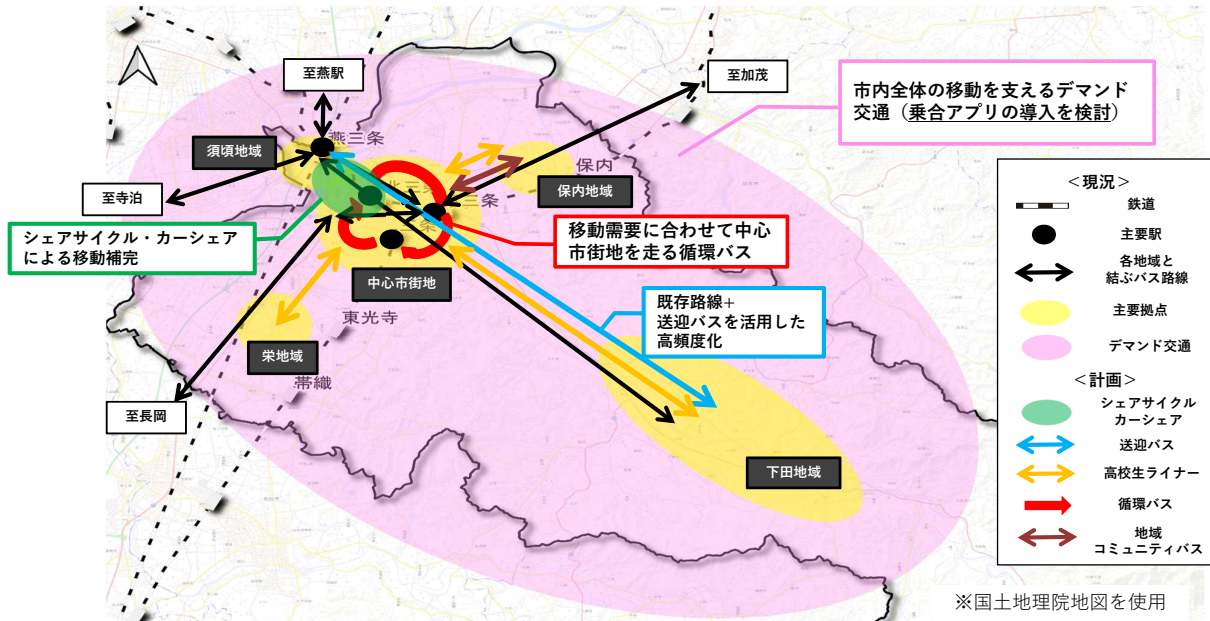 至燕駅
至加茂
市内全体の移動を支えるデマンド
交通（乗合アプリの導入を検討）
燕三条
須頃地域
保内
保内地域
至寺泊
北三条
三条
シェアサイクル・カーシェア
による移動補完
移動需要に合わせて中心
市街地を走る循環バス
中心市街地
東光寺
既存路線+
送迎バスを活用した
高頻度化
栄地域
帯織
至長岡
下田地域
＜現況＞
鉄道
主要駅
各地域と
結ぶバス路線
主要拠点
デマンド交通
＜計画＞
シェアサイクル
カーシェア
送迎バス
高校生ライナー
循環バス
地域
コミュニティバス
※国土地理院地図を使用